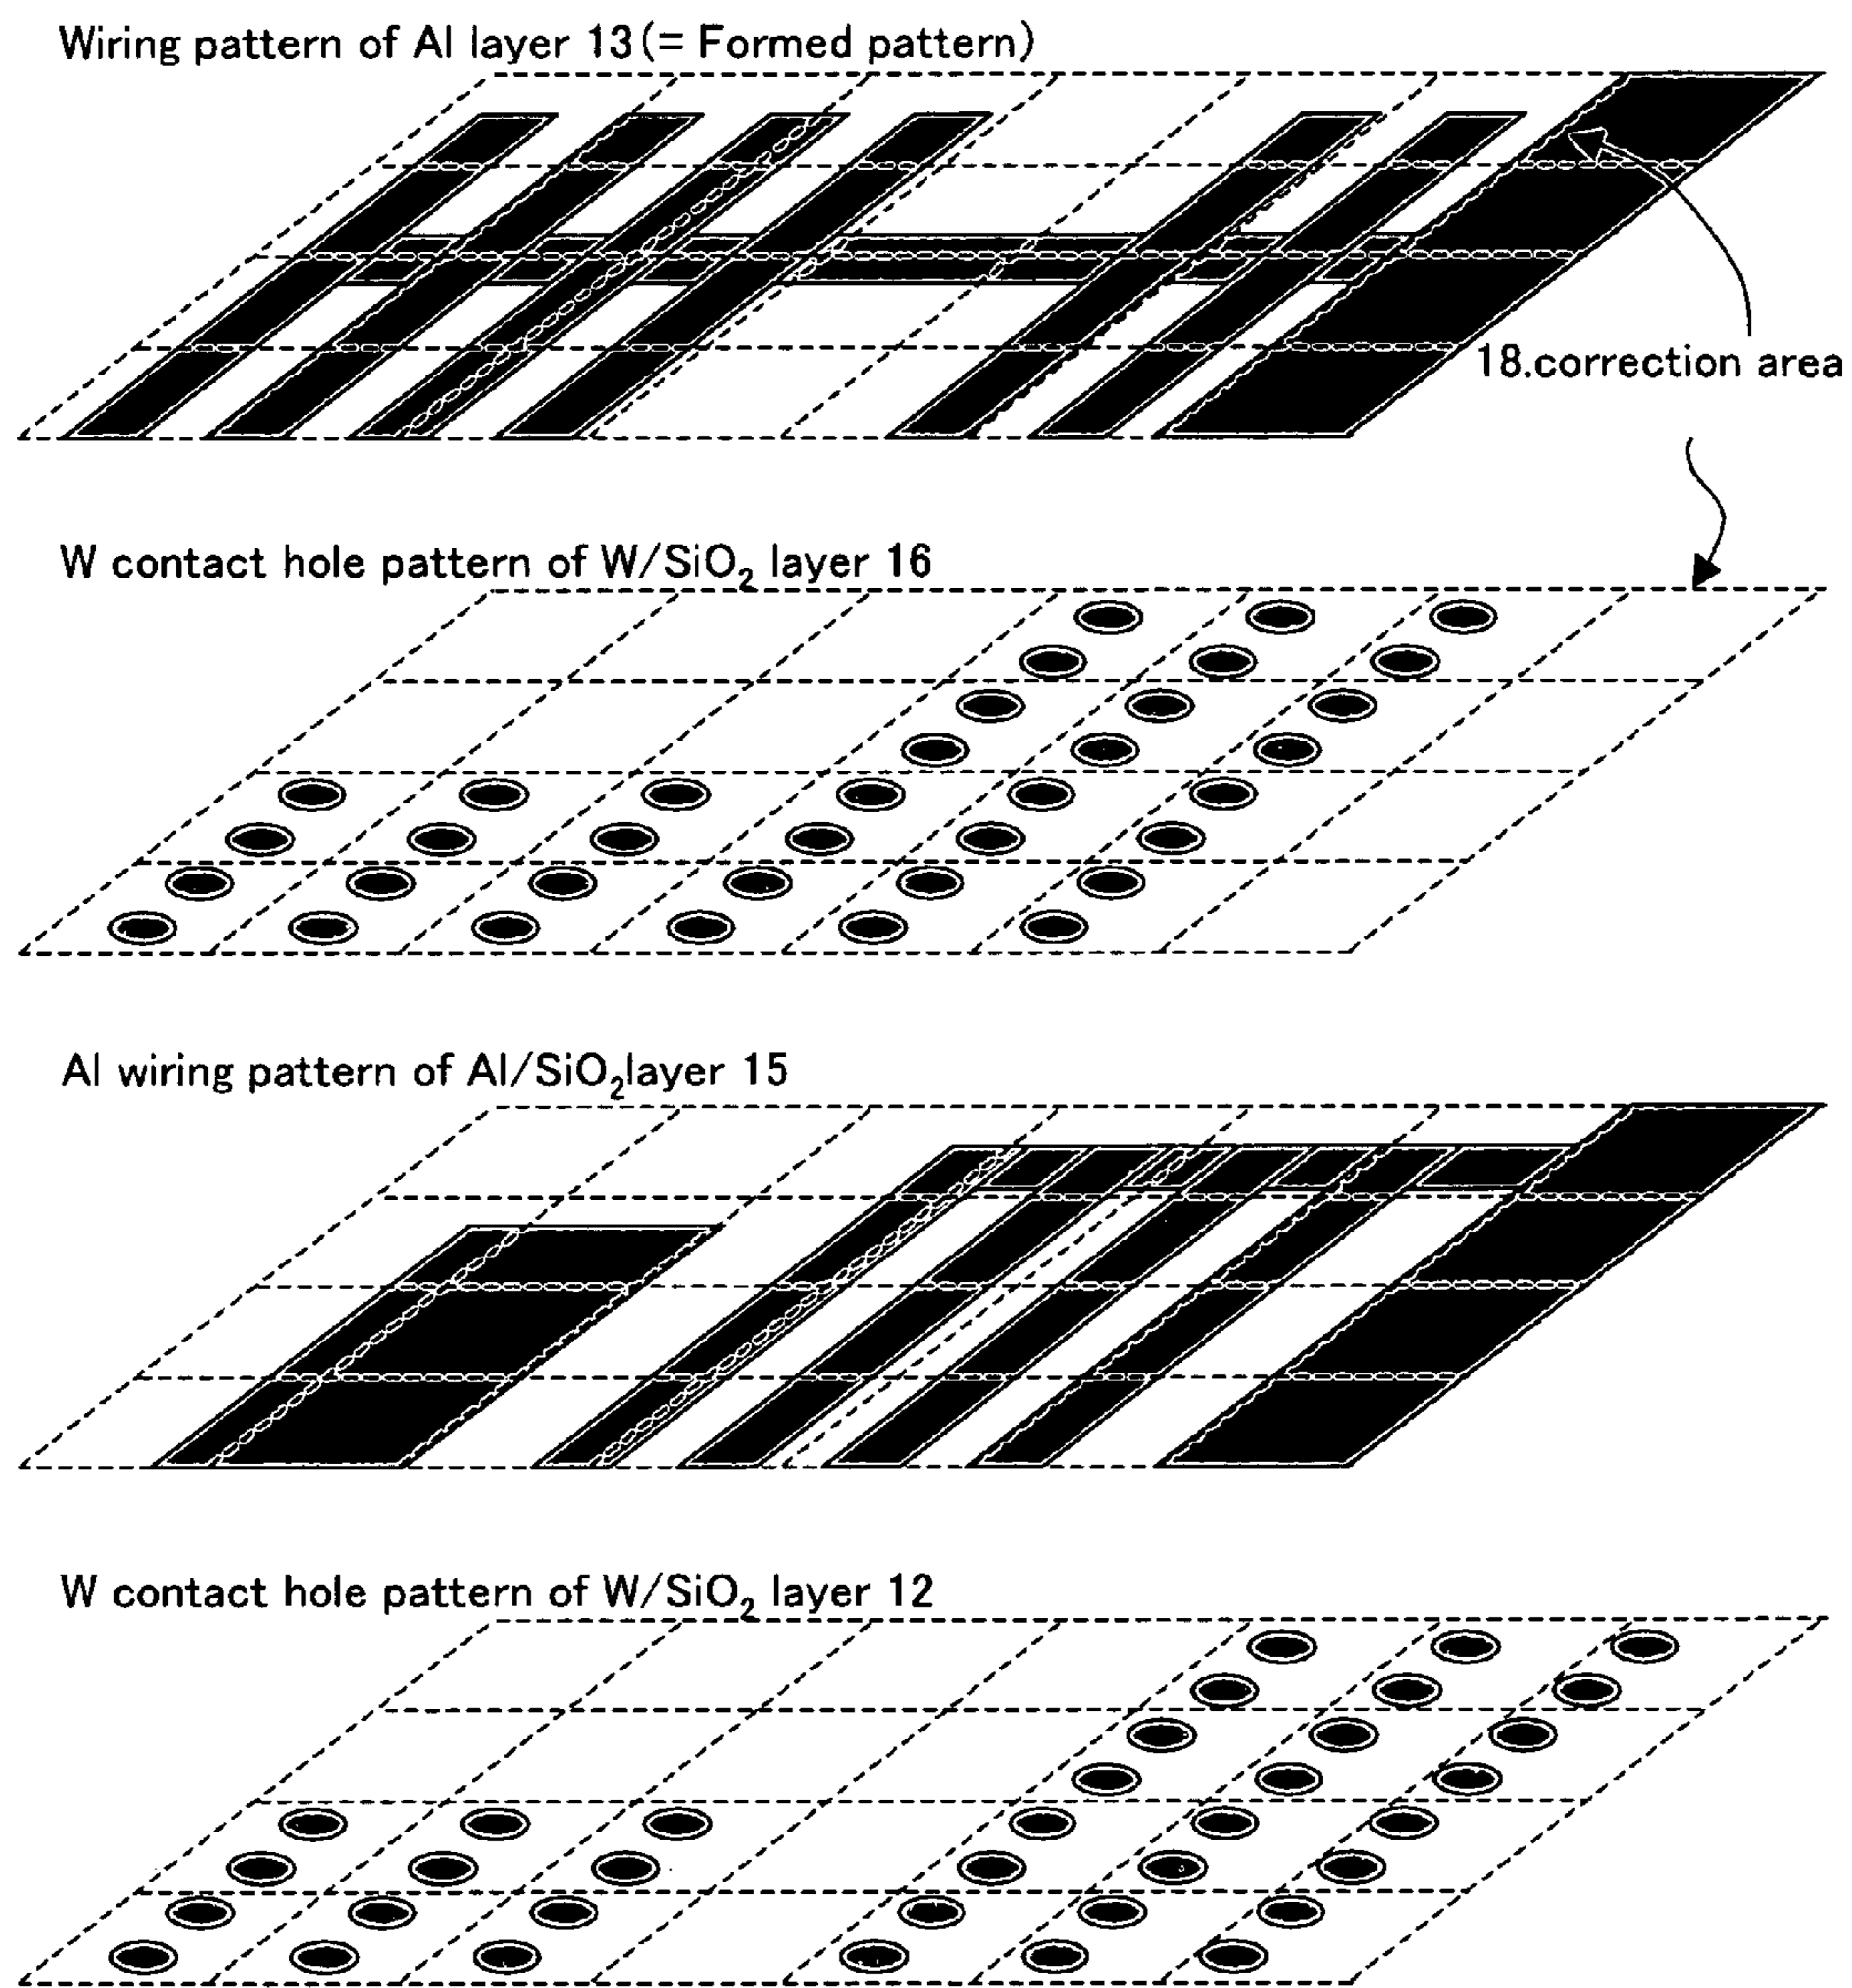 Wiring pattern of Al layer 13(= Formed pattern)
18.correction area
W contact hole pattern of W/SiO₂ layer 16
Al wiring pattern of Al/SiO₂layer 15
W contact hole pattern of W/SiO₂ layer 12